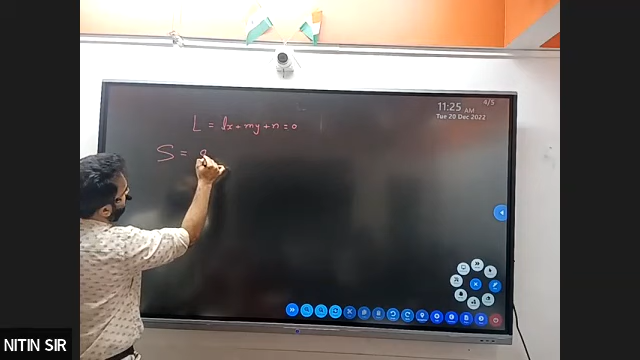 11:25 AM
4/5
Tue 20 Dec 2022
L = lx + my + n = 0
S =
NITIN SIR